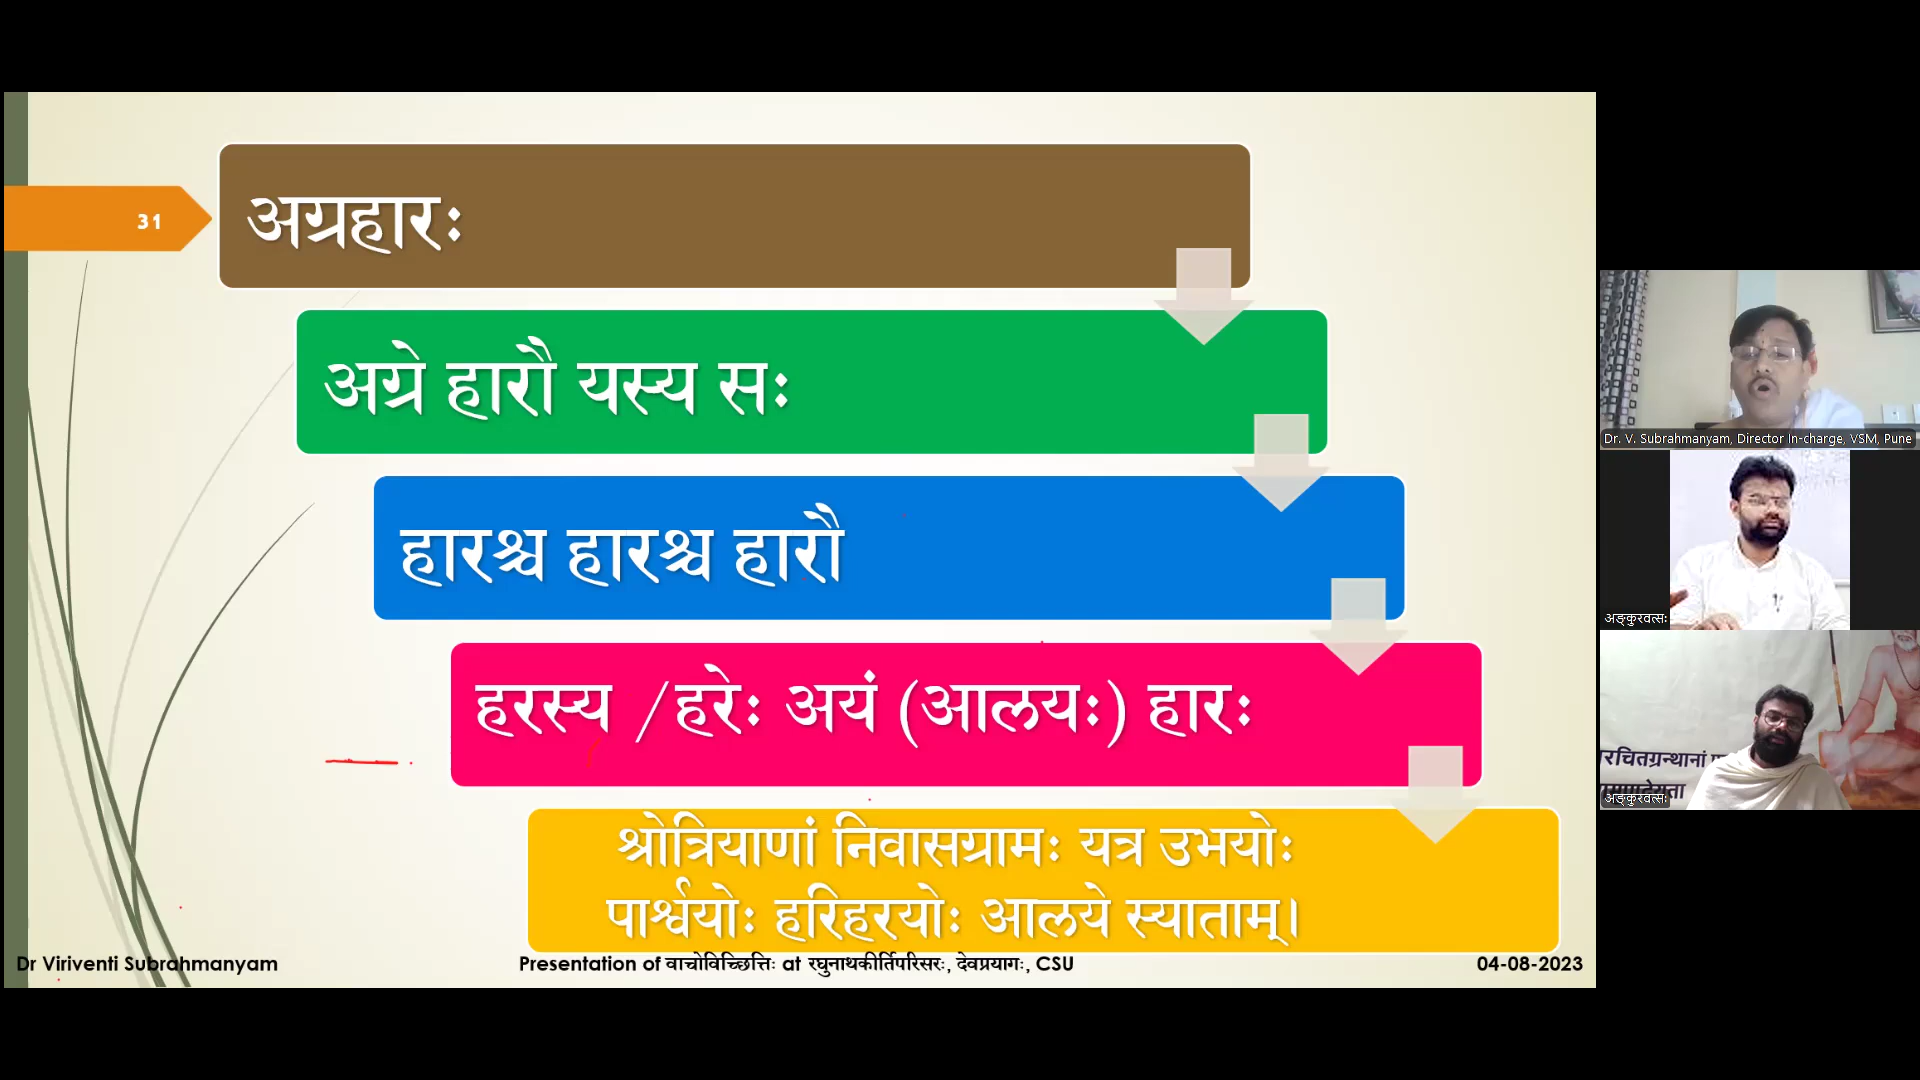 31
अग्रहारः
अग्रे हारौ यस्य सः
हारश्च हारश्च हारौ
हरस्य /हरेः अयं (आलयः) हारः
श्रोत्रियाणां निवासग्रामः यत्र उभयोः
पार्श्वयोः हरिहरयोः आलये स्याताम्।
Dr Viriventi Subrahmanyam
Presentation of वाचोविच्छित्तिः at रघुनाथकीर्तिपरिसरः, देवप्रयागः, CSU
04-08-2023
Dr. V. Subrahmanyam, Director In-charge, VSM, Pune
अङ्कुरवत्सः
रचितग्रन्थानां
अङ्कुरवत्सः